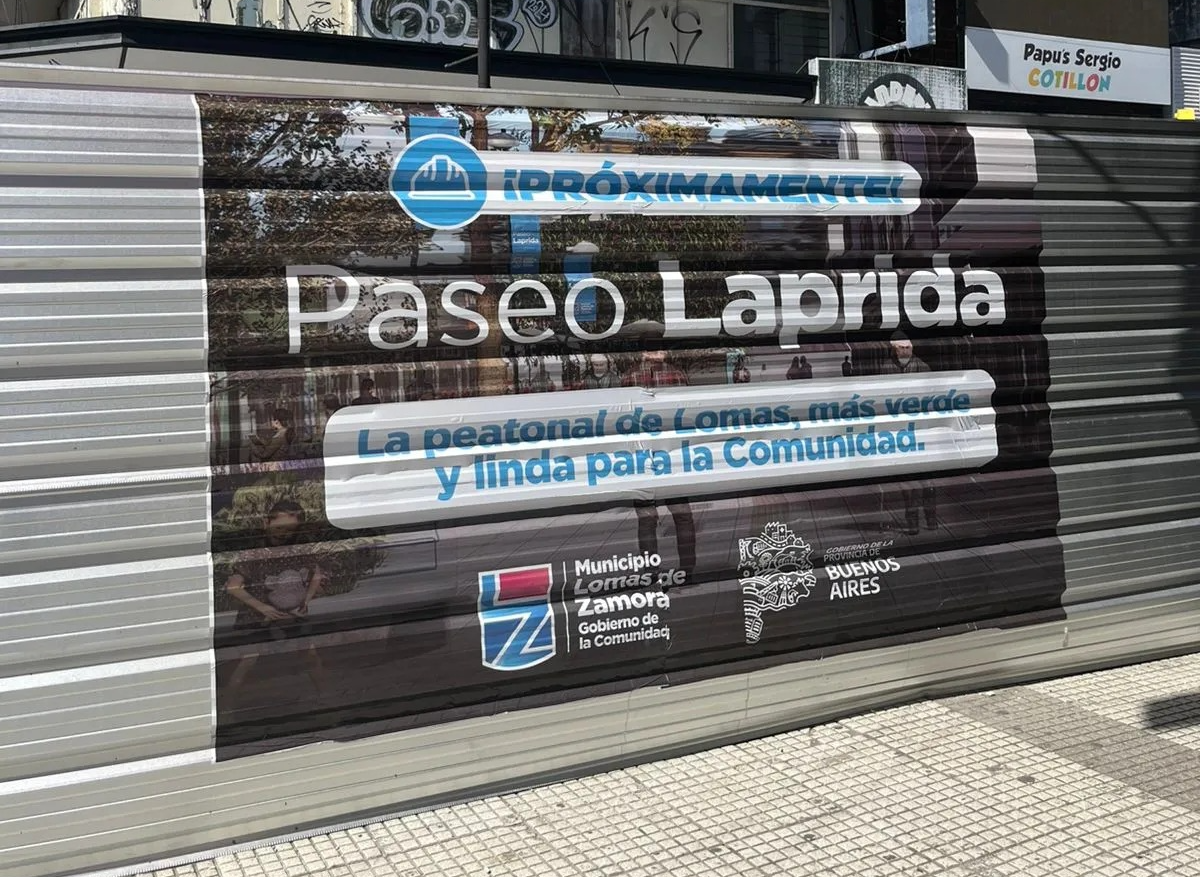 Papu's Sergio
COTILLON
¡PRÓXIMAMENTE!
Laprida
Paseo Laprida
La peatonal de Lomas, más verde
y linda para la Comunidad.
Municipio
Lomas de
Zamora
Gobierno de
la Comunidad
GOBIERNO DE LA
PROVINCIA DE
BUENOS
AIRES